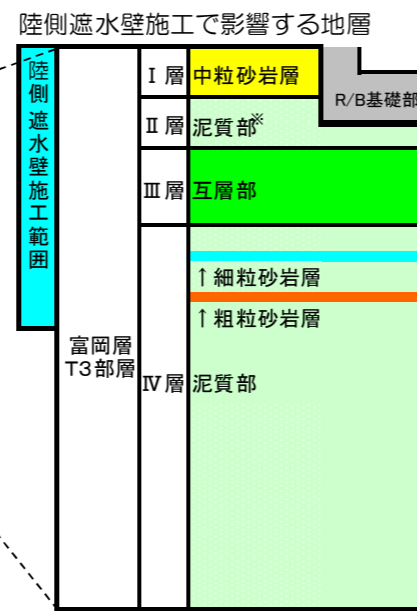 陸側遮水壁施工で影響する地層
陸側遮水壁施工範囲
富岡層
T3部層
Ⅰ層
中粒砂岩層
R/B基礎部
Ⅱ層
泥質部※
Ⅲ層
互層部
↑細粒砂岩層
↑粗粒砂岩層
Ⅳ層
泥質部